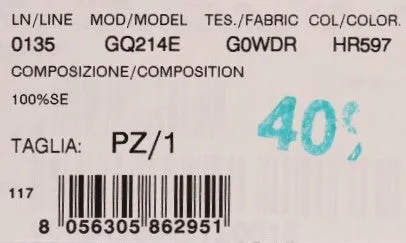 LN/LINE MOD/MODEL TES./FABRIC COL/COLOR.
0135 GQ214E G0WDR HR597
COMPOSIZIONE/COMPOSITION
100%SE
40
TAGLIA: PZ/1
117
8 056305 862951